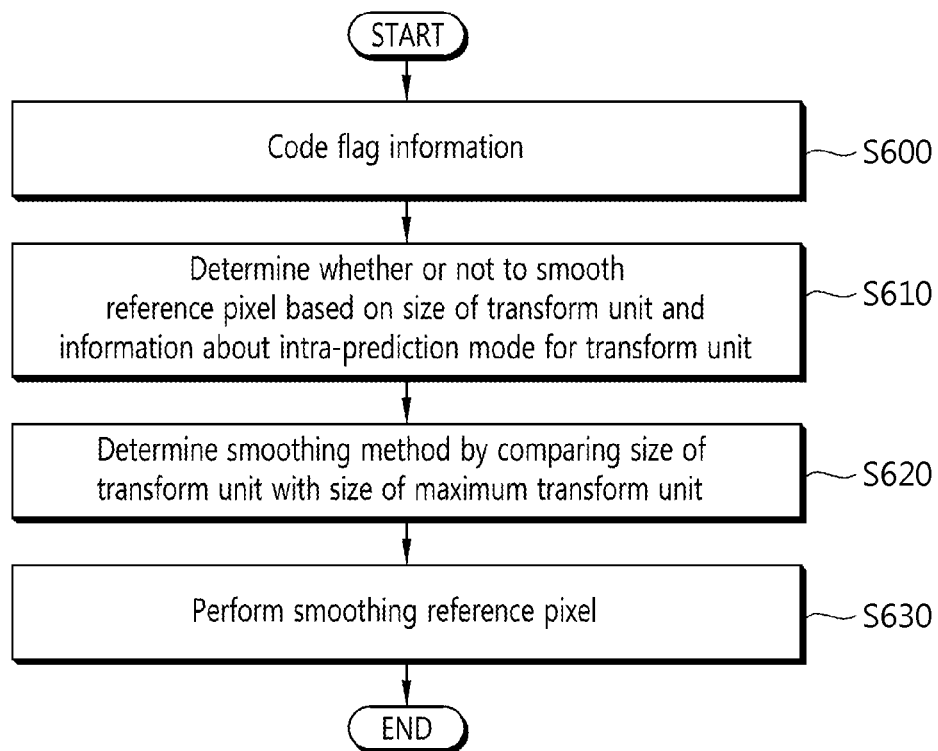 START
Code flag information
S600
Determine whether or not to smooth
reference pixel based on size of transform unit and
information about intra-prediction mode for transform unit
S610
Determine smoothing method by comparing size of
transform unit with size of maximum transform unit
S620
Perform smoothing reference pixel
S630
END